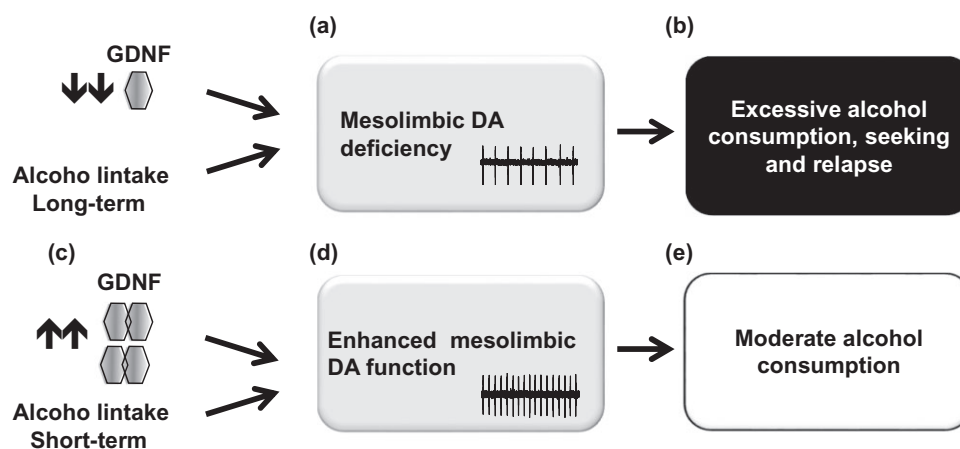 (a)
(b)
GDNF
Mesolimbic DA
deficiency
Excessive alcohol
consumption, seeking
and relapse
Alcoho lintake
Long-term
(c)
(d)
(e)
GDNF
Enhanced mesolimbic
DA function
Moderate alcohol
consumption
Alcoho lintake
Short-term